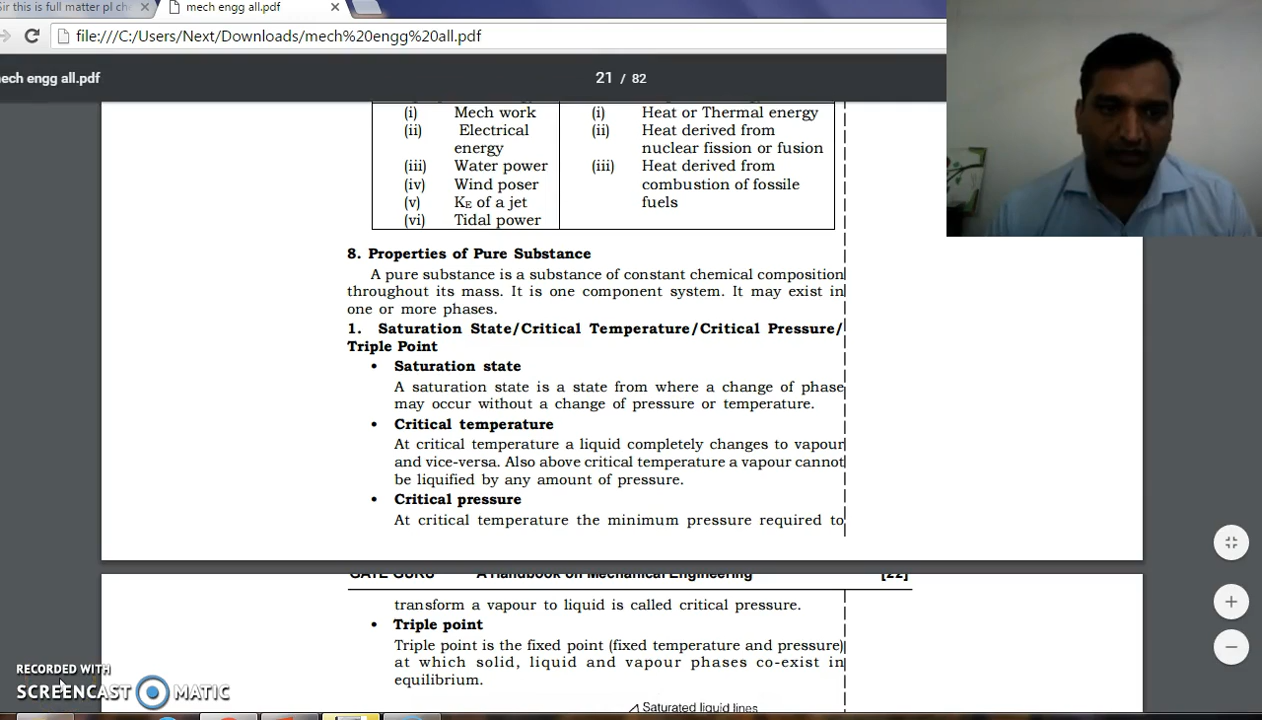 Sir this is full matter pl ch
mech engg all.pdf
file:///C:/Users/Next/Downloads/mech%20engg%20all.pdf
ech engg all.pdf
21 / 82
(i) Mech work (i) Heat or Thermal energy
(ii) Electrical (ii) Heat derived from
energy nuclear fission or fusion
(iii) Water power (iii) Heat derived from
(iv) Wind poser combustion of fossile
(v) KE of a jet fuels
(vi) Tidal power
8. Properties of Pure Substance
A pure substance is a substance of constant chemical composition
throughout its mass. It is one component system. It may exist in
one or more phases.
1. Saturation State/Critical Temperature/Critical Pressure/
Triple Point
• Saturation state
A saturation state is a state from where a change of phase
may occur without a change of pressure or temperature.
• Critical temperature
At critical temperature a liquid completely changes to vapour
and vice-versa. Also above critical temperature a vapour cannot
be liquified by any amount of pressure.
• Critical pressure
At critical temperature the minimum pressure required to
GATE GURU A Handbook on Mechanical Engineering [22]
transform a vapour to liquid is called critical pressure.
• Triple point
Triple point is the fixed point (fixed temperature and pressure)
at which solid, liquid and vapour phases co-exist in
equilibrium.
Saturated liquid lines
RECORDED WITH
SCREENCAST MATIC